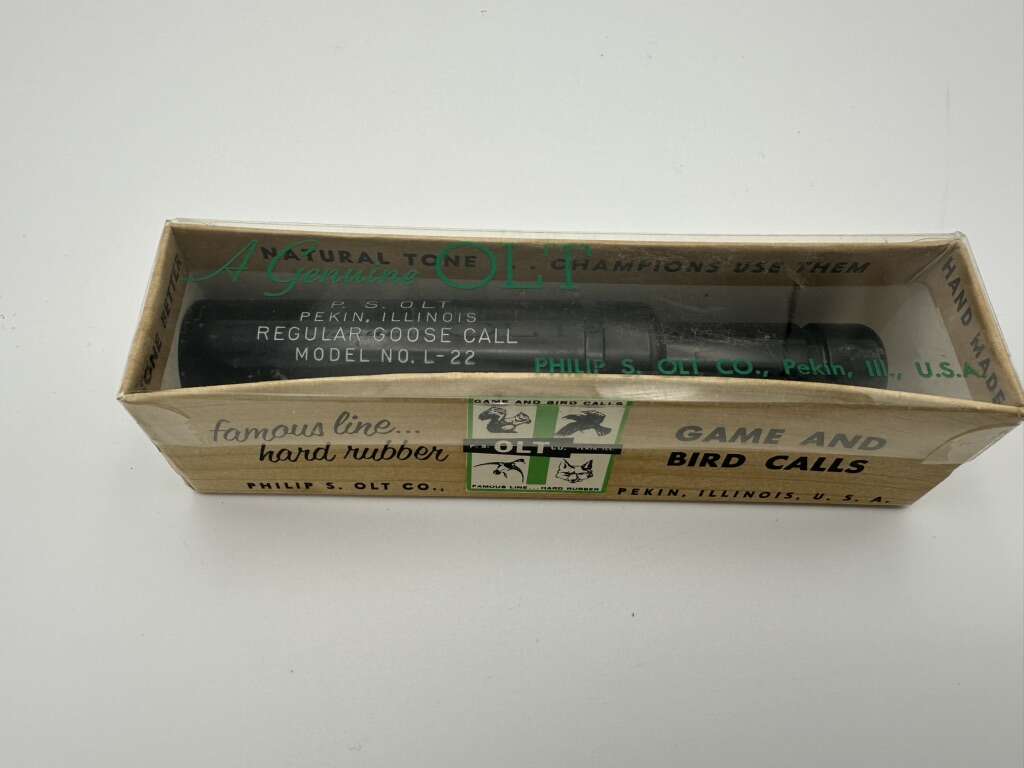 NATURAL TONE . CHAMPIONS USE THEM
A Genuine OLT
NONE BETTER
HAND MADE
P. S. OLT
PEKIN, ILLINOIS
REGULAR GOOSE CALL
MODEL NO. L-22
PHILIP S. OLT CO., Pekin, Ill., U.S.A.
famous line...
hard rubber
GAME AND BIRD CALLS
OLT
FAMOUS LINE... HARD RUBBER
GAME AND
BIRD CALLS
PHILIP S. OLT CO., PEKIN, ILLINOIS, U. S. A.